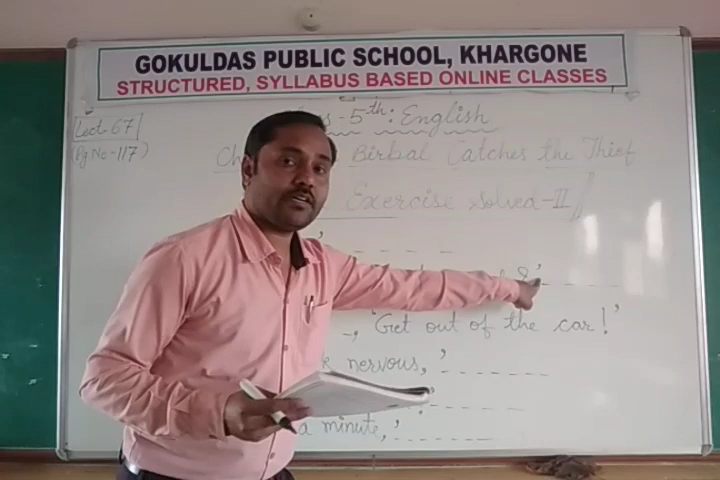 GOKULDAS PUBLIC SCHOOL, KHARGONE
STRUCTURED, SYLLABUS BASED ONLINE CLASSES
Lect-67
(Pg No-117)
5th: English
Birbal Catches the Thief
Exercise Solved-II
'Get out of the car!'
nervous,'
a minute,'